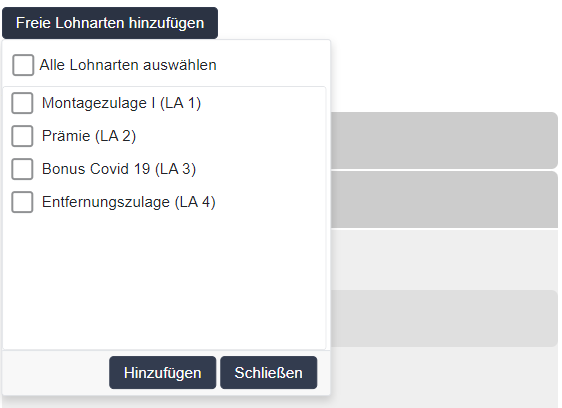 Freie Lohnarten hinzufügen
Alle Lohnarten auswählen
Montagezulage I (LA 1)
Prämie (LA 2)
Bonus Covid 19 (LA 3)
Entfernungszulage (LA 4)
Hinzufügen Schließen